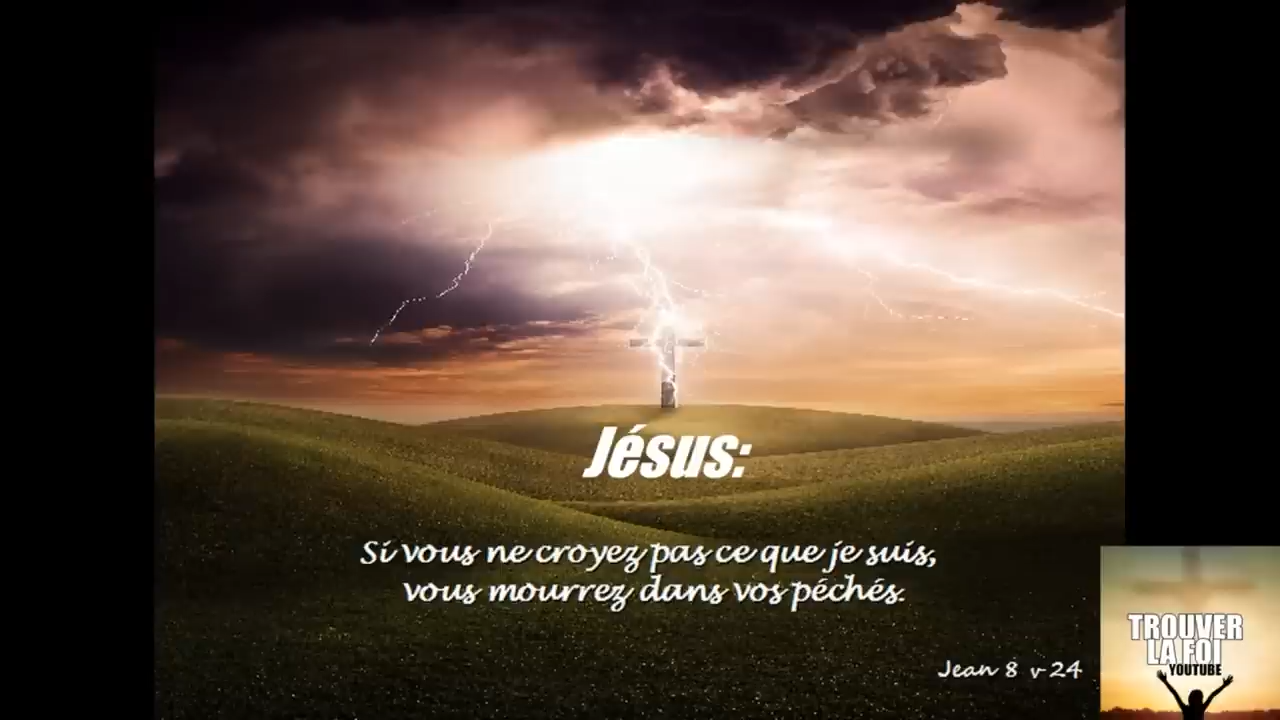 Jésus:
Si vous ne croyez pas ce que je suis,
vous mourrez dans vos péchés.
Jean 8 v 24
TROUVER
LA FOI
YOUTUBE